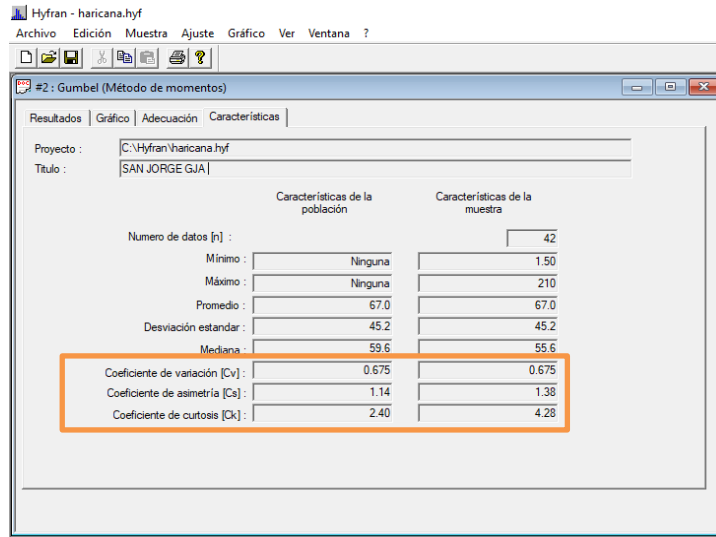 Hyfran - haricana.hyf
Archivo Edición Muestra Ajuste Gráfico Ver Ventana ?
#2 : Gumbel (Método de momentos)
Resultados Gráfico Adecuación Características
Proyecto : C:\Hyfran\haricana.hyf
Titulo : SAN JORGE GJA
Características de la población Características de la muestra
Numero de datos [n] : 42
Mínimo : Ninguna 1.50
Máximo : Ninguna 210
Promedio : 67.0 67.0
Desviación estandar : 45.2 45.2
Mediana : 59.6 55.6
Coeficiente de variación [Cv] : 0.675 0.675
Coeficiente de asimetría [Cs] : 1.14 1.38
Coeficiente de curtosis [Ck] : 2.40 4.28